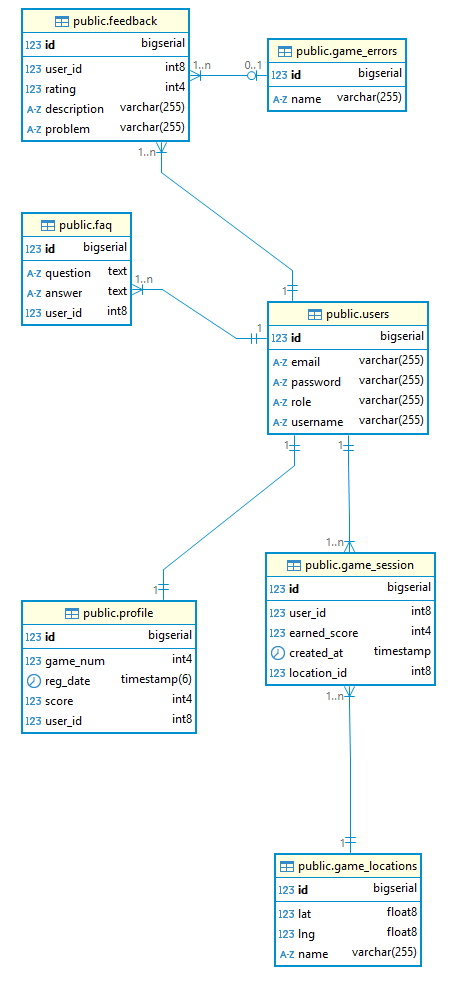 public.feedback
123 id bigserial
123 user_id int8
123 rating int4
A-Z description varchar(255)
A-Z problem varchar(255)
1..n
0..1
public.game_errors
123 id bigserial
A-Z name varchar(255)
1..n
public.faq
123 id bigserial
A-Z question text
A-Z answer text
123 user_id int8
1..n
1
1
public.users
123 id bigserial
A-Z email varchar(255)
A-Z password varchar(255)
A-Z role varchar(255)
A-Z username varchar(255)
1
1
1..n
public.game_session
123 id bigserial
123 user_id int8
123 earned_score int4
created_at timestamp
123 location_id int8
1
public.profile
123 id bigserial
123 game_num int4
reg_date timestamp(6)
123 score int4
123 user_id int8
1..n
1
public.game_locations
123 id bigserial
123 lat float8
123 lng float8
A-Z name varchar(255)